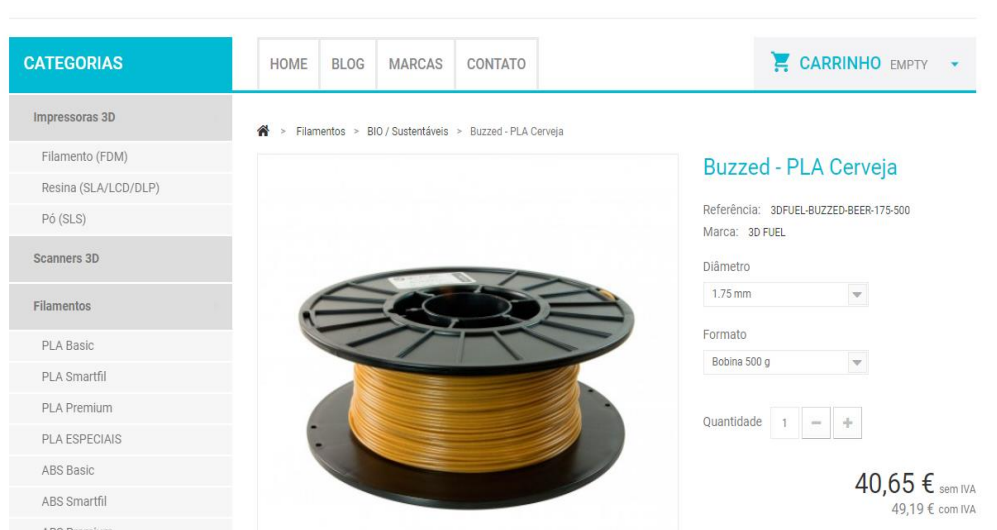 CATEGORIAS
HOME
BLOG
MARCAS
CONTATO
CARRINHO EMPTY
Impressoras 3D
Filamento (FDM)
Resina (SLA/LCD/DLP)
Pó (SLS)
Scanners 3D
Filamentos
PLA Basic
PLA Smartfil
PLA Premium
PLA ESPECIAIS
ABS Basic
ABS Smartfil
> Filamentos > BIO / Sustentáveis > Buzzed - PLA Cerveja
Buzzed - PLA Cerveja
Referência: 3DFUEL-BUZZED-BEER-175-500
Marca: 3D FUEL
Diâmetro
1.75 mm
Formato
Bobina 500 g
Quantidade 1 − +
40,65 € sem IVA
49,19 € com IVA